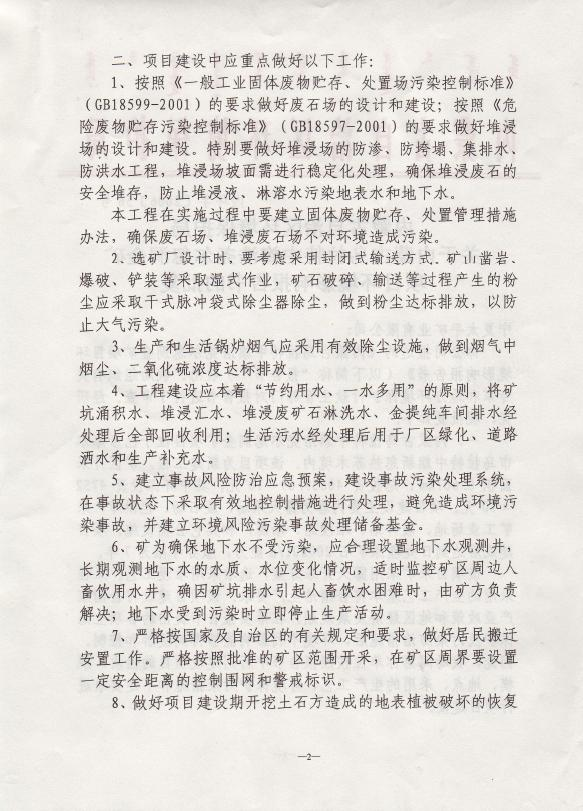 二、项目建设中应重点做好以下工作:
1、按照《一般工业固体废物贮存、处置场污染控制标准》
（GB18599-2001）的要求做好废石场的设计和建设；按照《危
险废物贮存污染控制标准》（GB18597-2001）的要求做好堆浸
场的设计和建设。特别要做好堆浸场的防渗、防垮塌、集排水、
防洪水工程，堆浸场坡面需进行稳定化处理，确保堆浸废石的
安全堆存，防止堆浸液、淋溶水污染地表水和地下水。
本工程在实施过程中要建立固体废物贮存、处置管理措施
办法，确保废石场、堆浸废石场不对环境造成污染。
2、选矿厂设计时、要考虑采用封闭式输送方式、矿山凿岩、
爆破、铲装等采取湿式作业，矿石破碎、输送等过程产生的粉
尘应采取干式脉冲袋式除尘器除尘，做到粉尘达标排放，以防
止大气污染。
3、生产和生活锅炉烟气应采用有效除尘设施，做到烟气中
烟尘、二氧化硫浓度达标排放。
4、工程建设应本着“节约用水、一水多用”的原则，将矿
坑涌积水、堆浸汇水、堆浸废矿石淋洗水、金提纯车间排水经
处理后全部回收利用；生活污水经处理后用于厂区绿化、道路
洒水和生产补充水。
5、建立事故风险防治应急预案，建设事故污染处理系统，
在事故状态下采取有效地控制措施进行处理，避免造成环境污
染事故，并建立环境风险污染事故处理储备基金。
6、矿为确保地下水不受污染，应合理设置地下水观测井，
长期观测地下水的水质、水位变化情况，适时监控矿区周边人
畜饮用水井，确因矿坑排水引起人畜饮水困难时，由矿方负责
解决；地下水受到污染时立即停止生产活动。
7、严格按国家及自治区的有关规定和要求，做好居民搬迁
安置工作。严格按照批准的矿区范围开采，在矿区周界要设置
一定安全距离的控制围网和警戒标识。
8、做好项目建设期开挖土石方造成的地表植被破坏的恢复
—2—